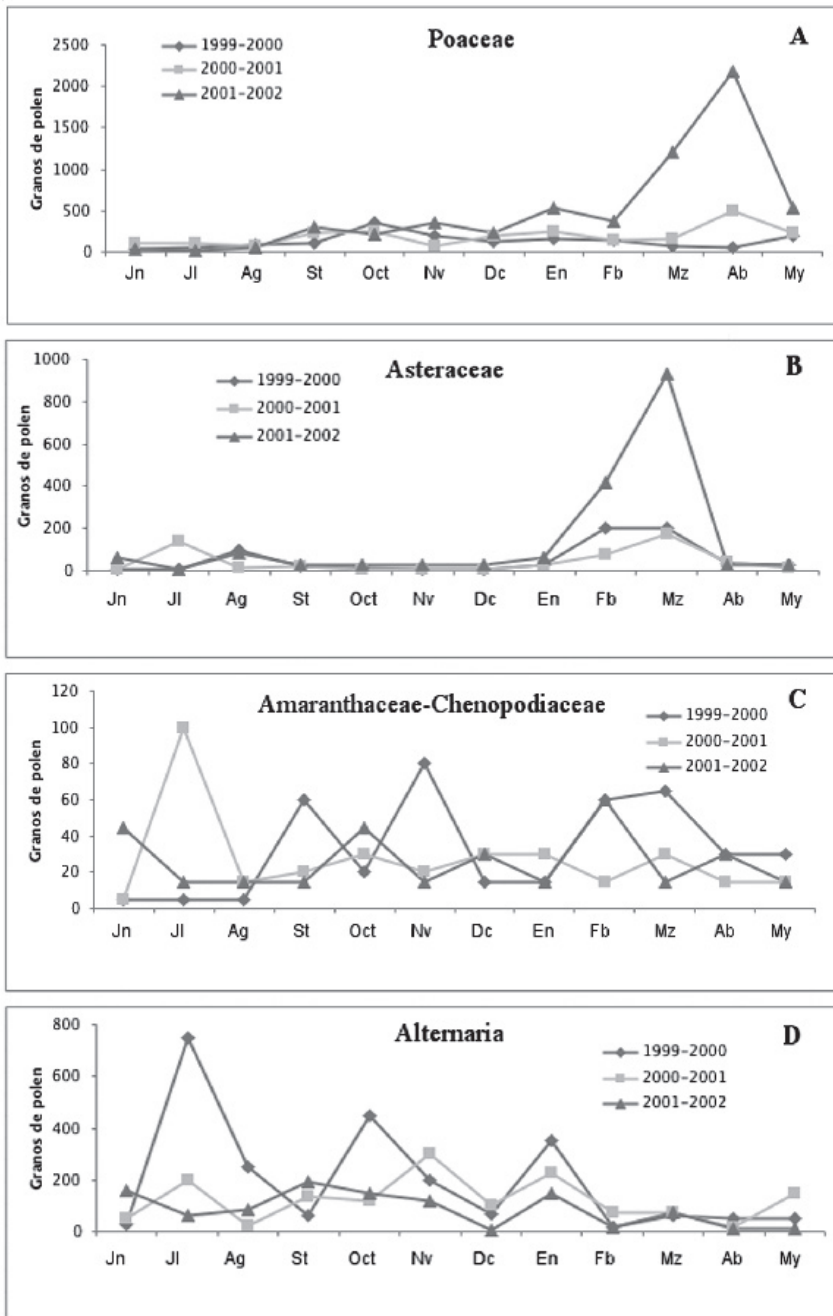 Poaceae
A
1999-2000
2000-2001
2001-2002
Granos de polen
2500
2000
1500
1000
500
0
Jn Jl Ag St Oct Nv Dc En Fb Mz Ab My
Asteraceae
B
1999-2000
2000-2001
2001-2002
Granos de polen
1000
800
600
400
200
0
Jn Jl Ag St Oct Nv Dc En Fb Mz Ab My
Amaranthaceae-Chenopodiaceae
C
1999-2000
2000-2001
2001-2002
Granos de polen
120
100
80
60
40
20
0
Jn Jl Ag St Oct Nv Dc En Fb Mz Ab My
Alternaria
D
1999-2000
2000-2001
2001-2002
Granos de polen
800
600
400
200
0
Jn Jl Ag St Oct Nv Dc En Fb Mz Ab My